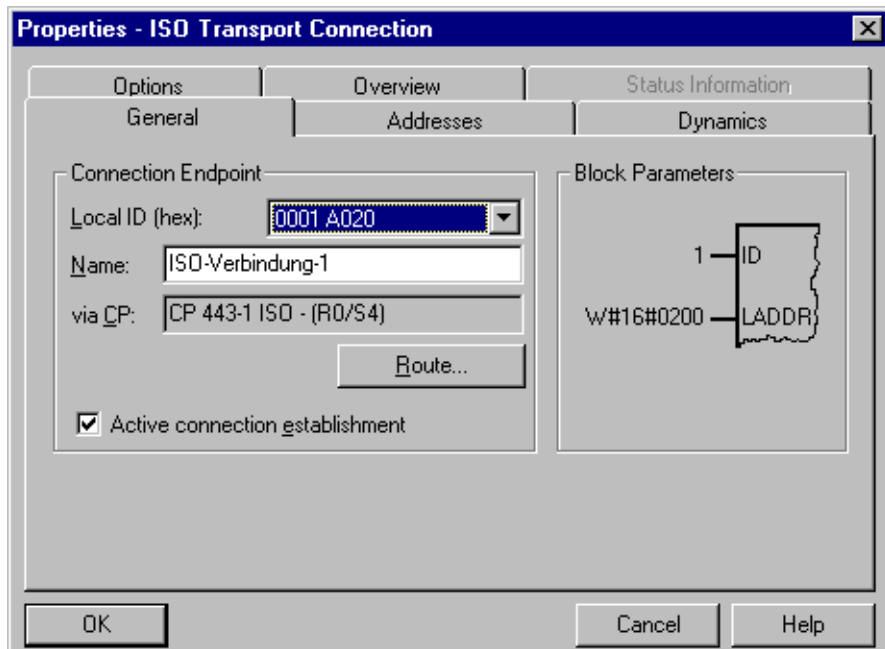 Properties - ISO Transport Connection
Options Overview Status Information
General Addresses Dynamics
Connection Endpoint
Local ID (hex): 0001 A020
Name: ISO-Verbindung-1
via CP: CP 443-1 ISO - (R0/S4)
Route...
Active connection establishment
Block Parameters
1 ID
W#16#0200 LADDR
OK Cancel Help